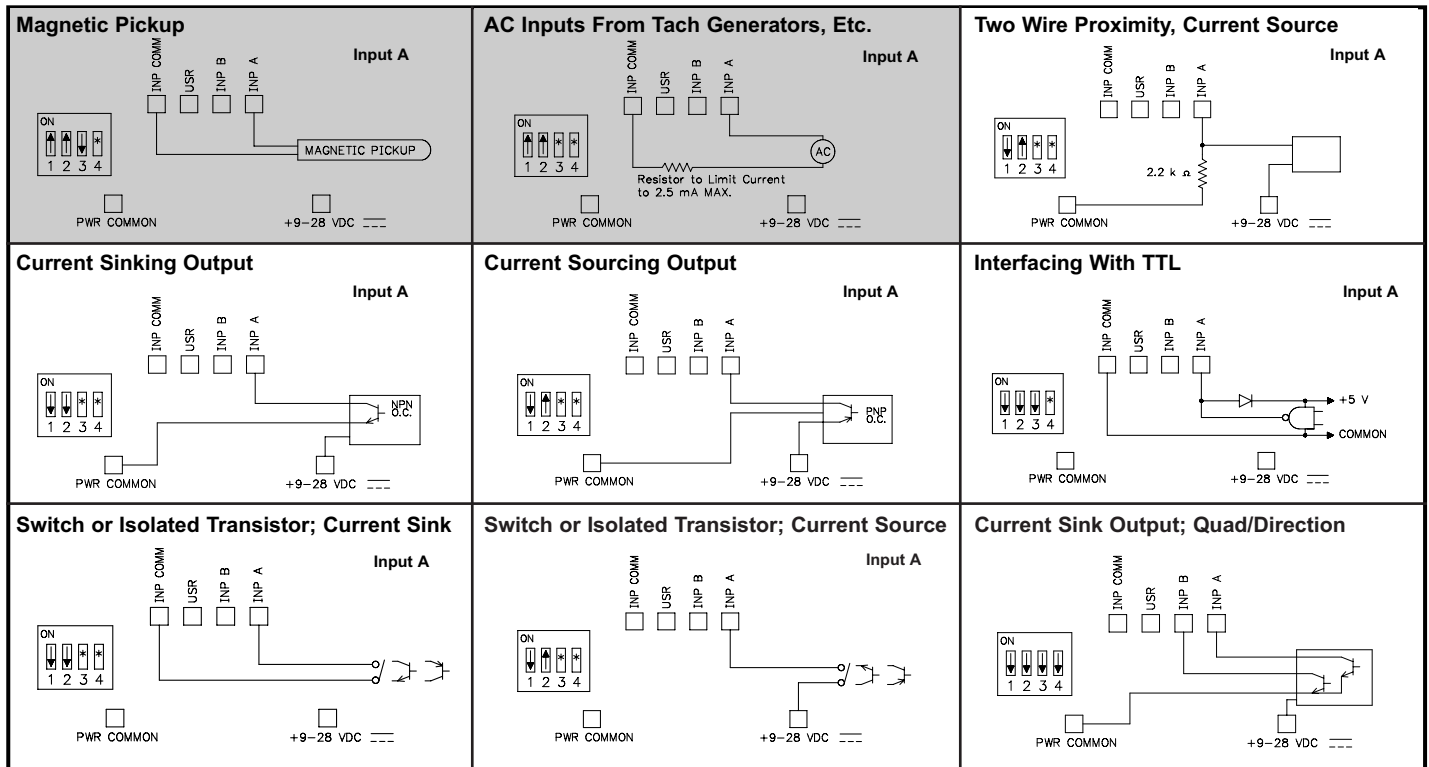 Magnetic Pickup
Input A
INP COMM
USR
INP B
INP A
ON
* 
1 2 3 4
MAGNETIC PICKUP
PWR COMMON
+9-28 VDC
AC Inputs From Tach Generators, Etc.
Input A
INP COMM
USR
INP B
INP A
ON
* *
1 2 3 4
AC
Resistor to Limit Current
to 2.5 mA MAX.
PWR COMMON
+9-28 VDC
Two Wire Proximity, Current Source
Input A
INP COMM
USR
INP B
INP A
ON
* *
1 2 3 4
2.2 k Ω
PWR COMMON
+9-28 VDC
Current Sinking Output
Input A
INP COMM
USR
INP B
INP A
ON
* *
1 2 3 4
NPN
O.C.
PWR COMMON
+9-28 VDC
Current Sourcing Output
Input A
INP COMM
USR
INP B
INP A
ON
* *
1 2 3 4
PNP
O.C.
PWR COMMON
+9-28 VDC
Interfacing With TTL
Input A
INP COMM
USR
INP B
INP A
ON
*
1 2 3 4
+5 V
COMMON
PWR COMMON
+9-28 VDC
Switch or Isolated Transistor; Current Sink
Input A
INP COMM
USR
INP B
INP A
ON
* *
1 2 3 4
PWR COMMON
+9-28 VDC
Switch or Isolated Transistor; Current Source
Input A
INP COMM
USR
INP B
INP A
ON
* *
1 2 3 4
PWR COMMON
+9-28 VDC
Current Sink Output; Quad/Direction
INP COMM
USR
INP B
INP A
ON
1 2 3 4
PWR COMMON
+9-28 VDC